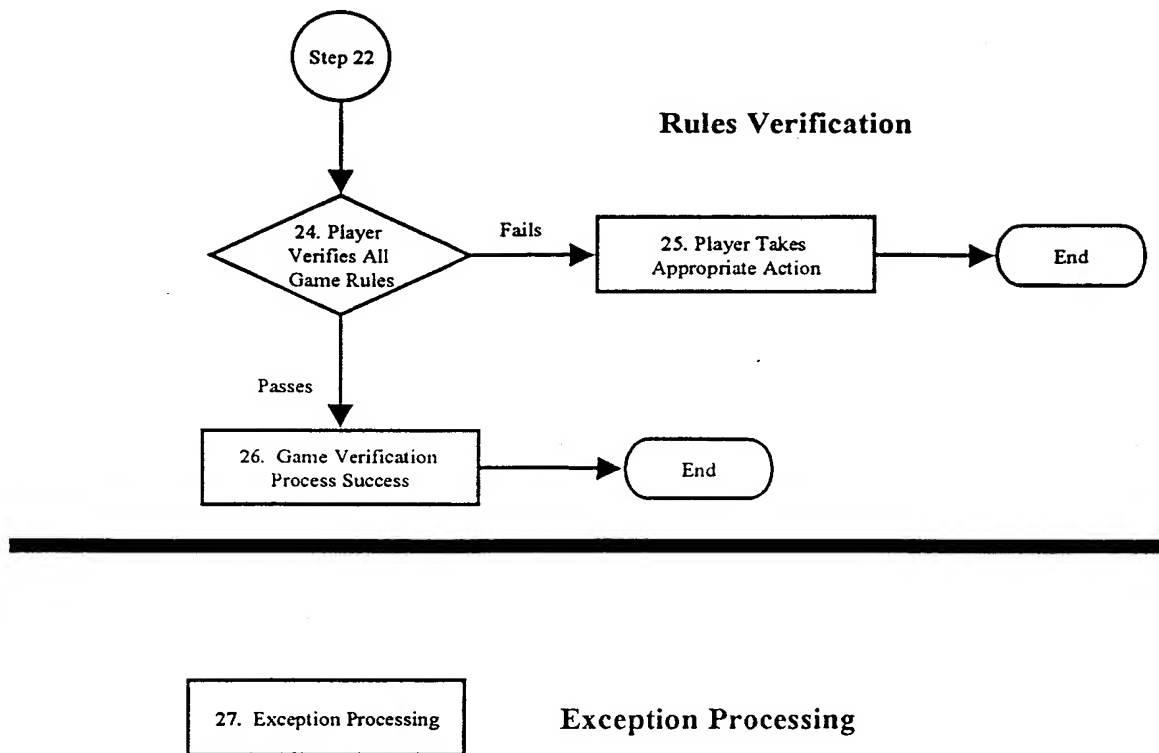 Step 22
Rules Verification
24. Player
Verifies All
Game Rules
Fails
25. Player Takes
Appropriate Action
End
Passes
26. Game Verification
Process Success
End
27. Exception Processing
Exception Processing